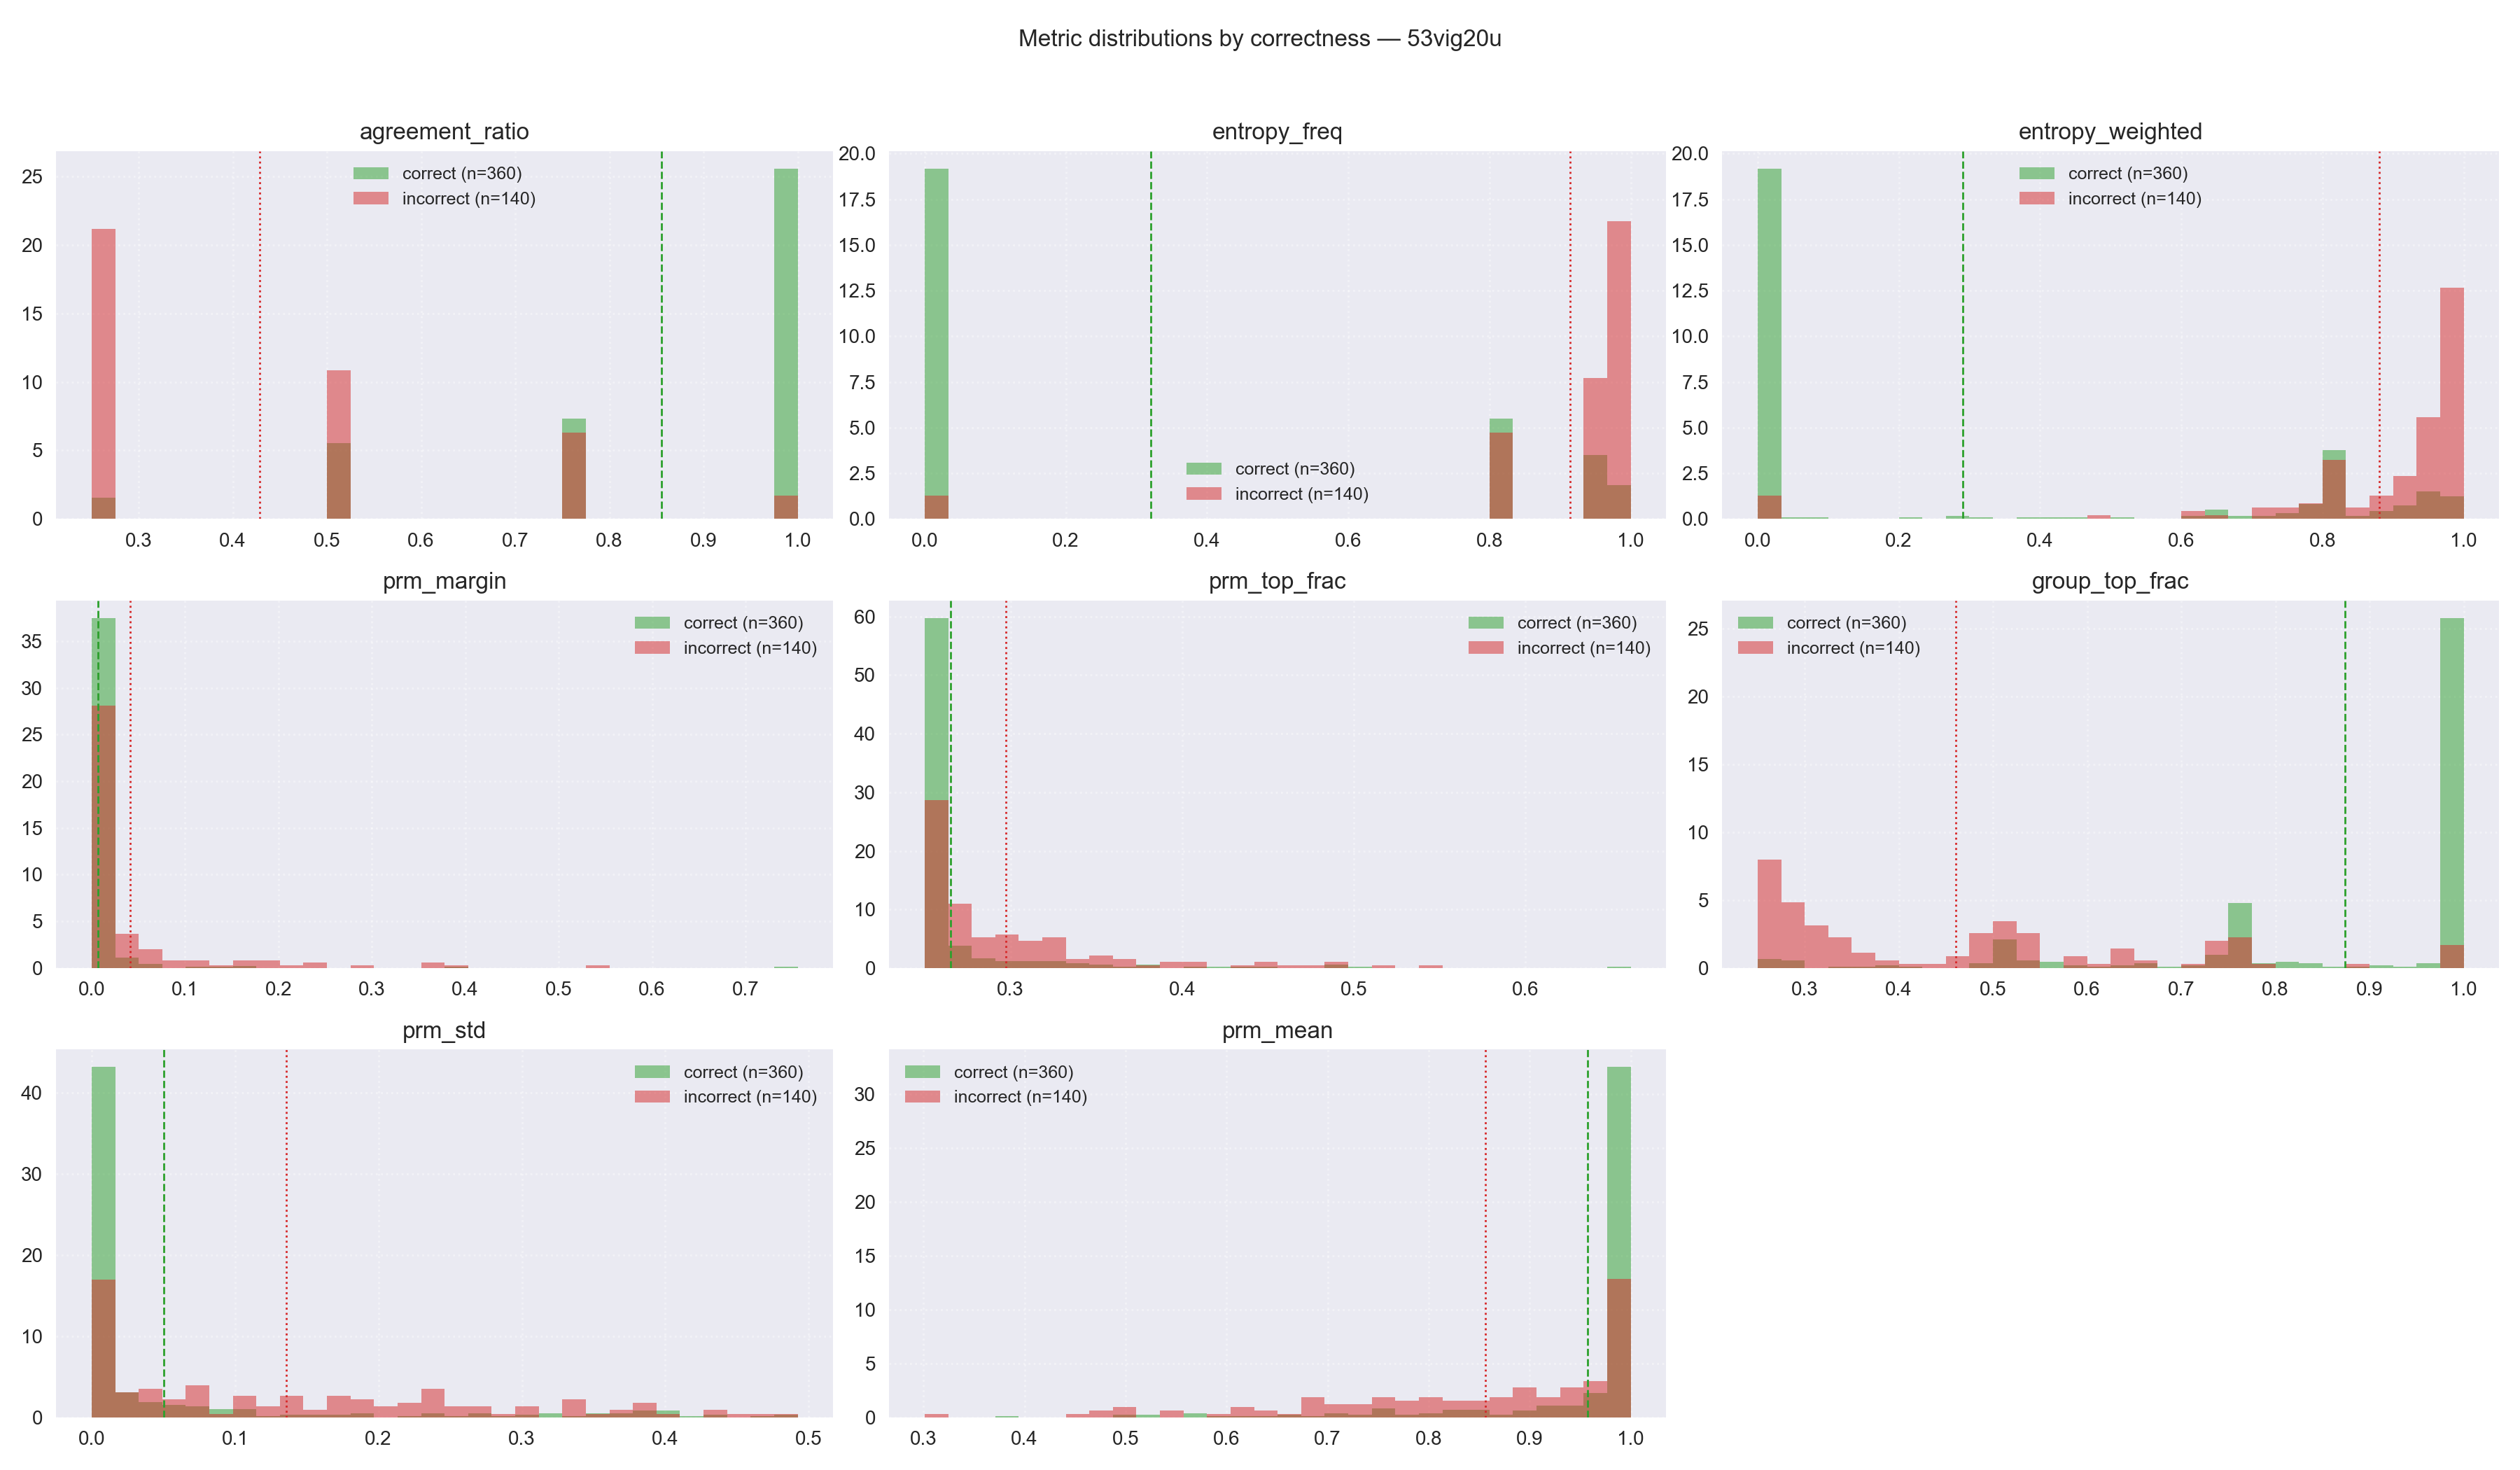 Metric distributions by correctness — 53vig20u
agreement_ratio
25
20
15
10
5
0
0.3 0.4 0.5 0.6 0.7 0.8 0.9 1.0
correct (n=360)
incorrect (n=140)
entropy_freq
20.0
17.5
15.0
12.5
10.0
7.5
5.0
2.5
0.0
0.0 0.2 0.4 0.6 0.8 1.0
correct (n=360)
incorrect (n=140)
entropy_weighted
20.0
17.5
15.0
12.5
10.0
7.5
5.0
2.5
0.0
0.0 0.2 0.4 0.6 0.8 1.0
correct (n=360)
incorrect (n=140)
prm_margin
35
30
25
20
15
10
5
0
0.0 0.1 0.2 0.3 0.4 0.5 0.6 0.7
correct (n=360)
incorrect (n=140)
prm_top_frac
60
50
40
30
20
10
0
0.3 0.4 0.5 0.6
correct (n=360)
incorrect (n=140)
group_top_frac
25
20
15
10
5
0
0.3 0.4 0.5 0.6 0.7 0.8 0.9 1.0
correct (n=360)
incorrect (n=140)
prm_std
40
30
20
10
0
0.0 0.1 0.2 0.3 0.4 0.5
correct (n=360)
incorrect (n=140)
prm_mean
30
25
20
15
10
5
0
0.3 0.4 0.5 0.6 0.7 0.8 0.9 1.0
correct (n=360)
incorrect (n=140)